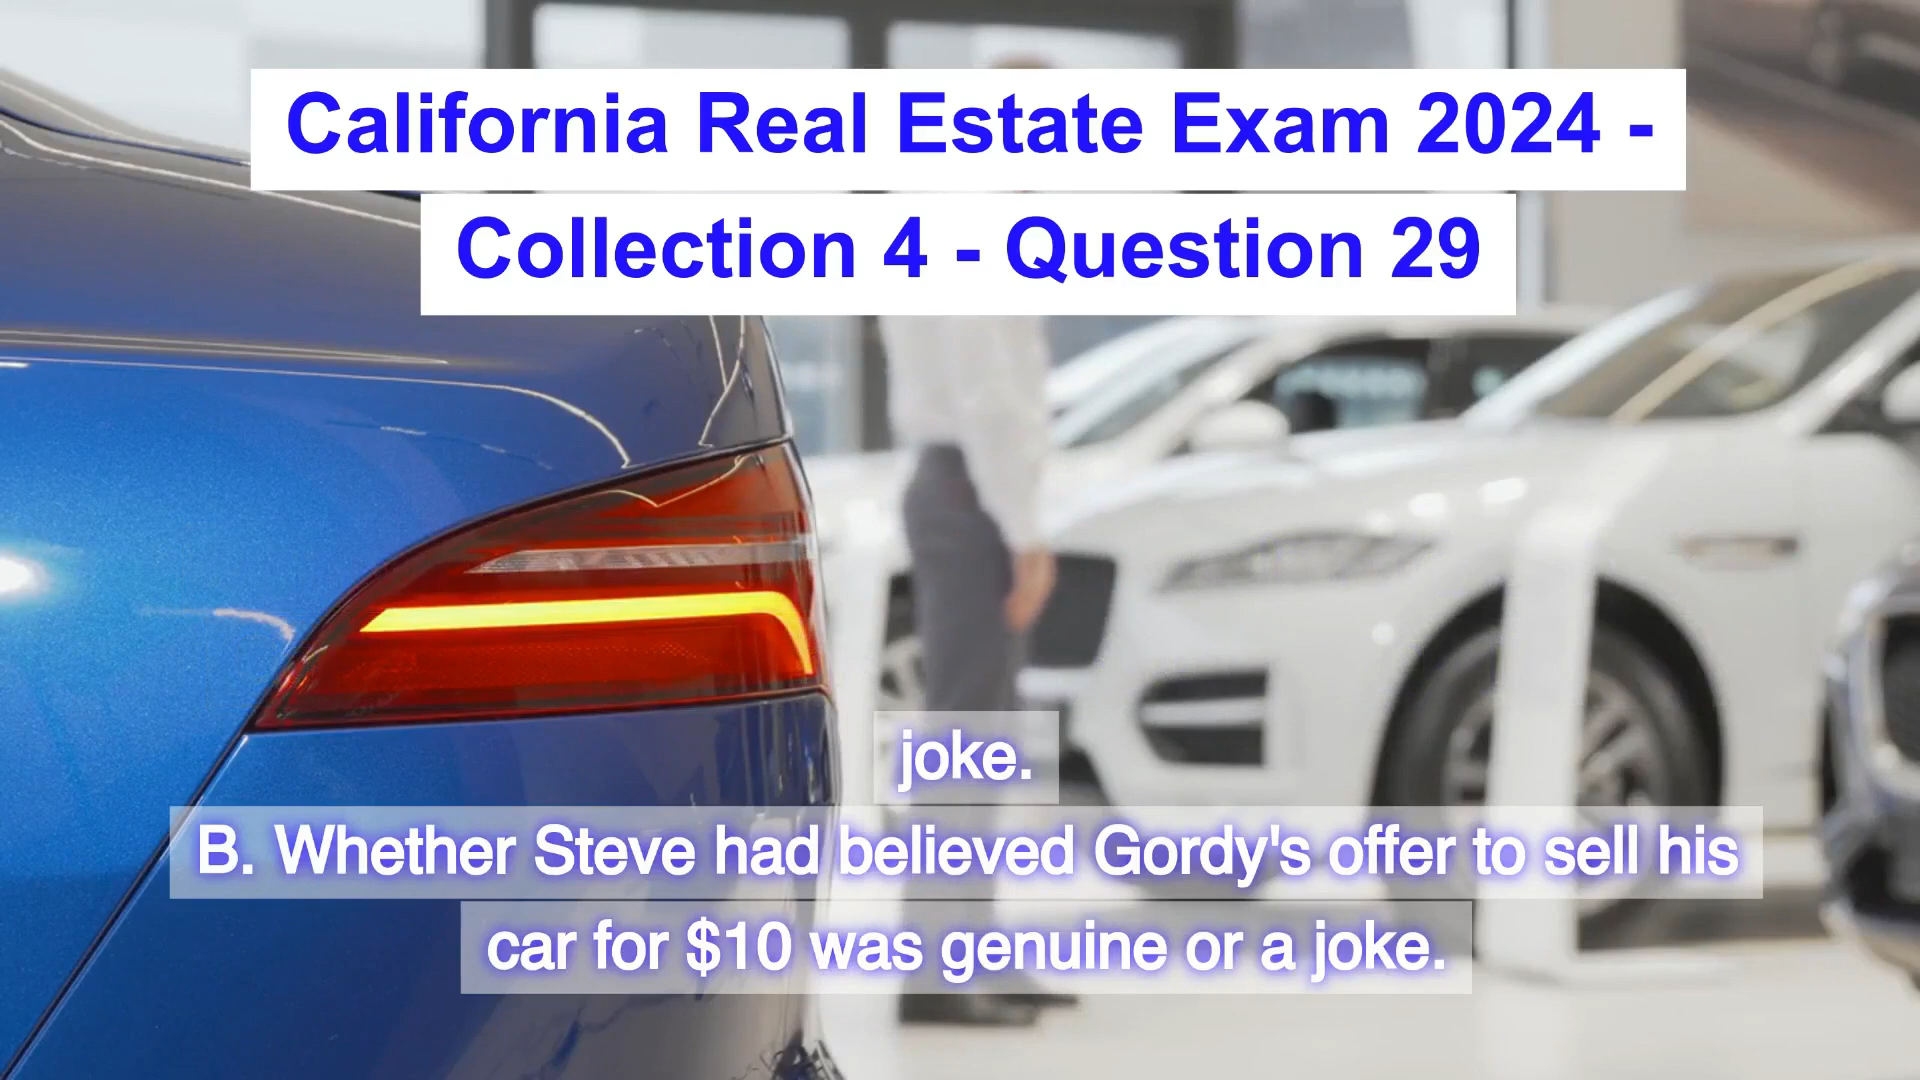 California Real Estate Exam 2024 -
Collection 4 - Question 29
joke.
B. Whether Steve had believed Gordy's offer to sell his
car for $10 was genuine or a joke.